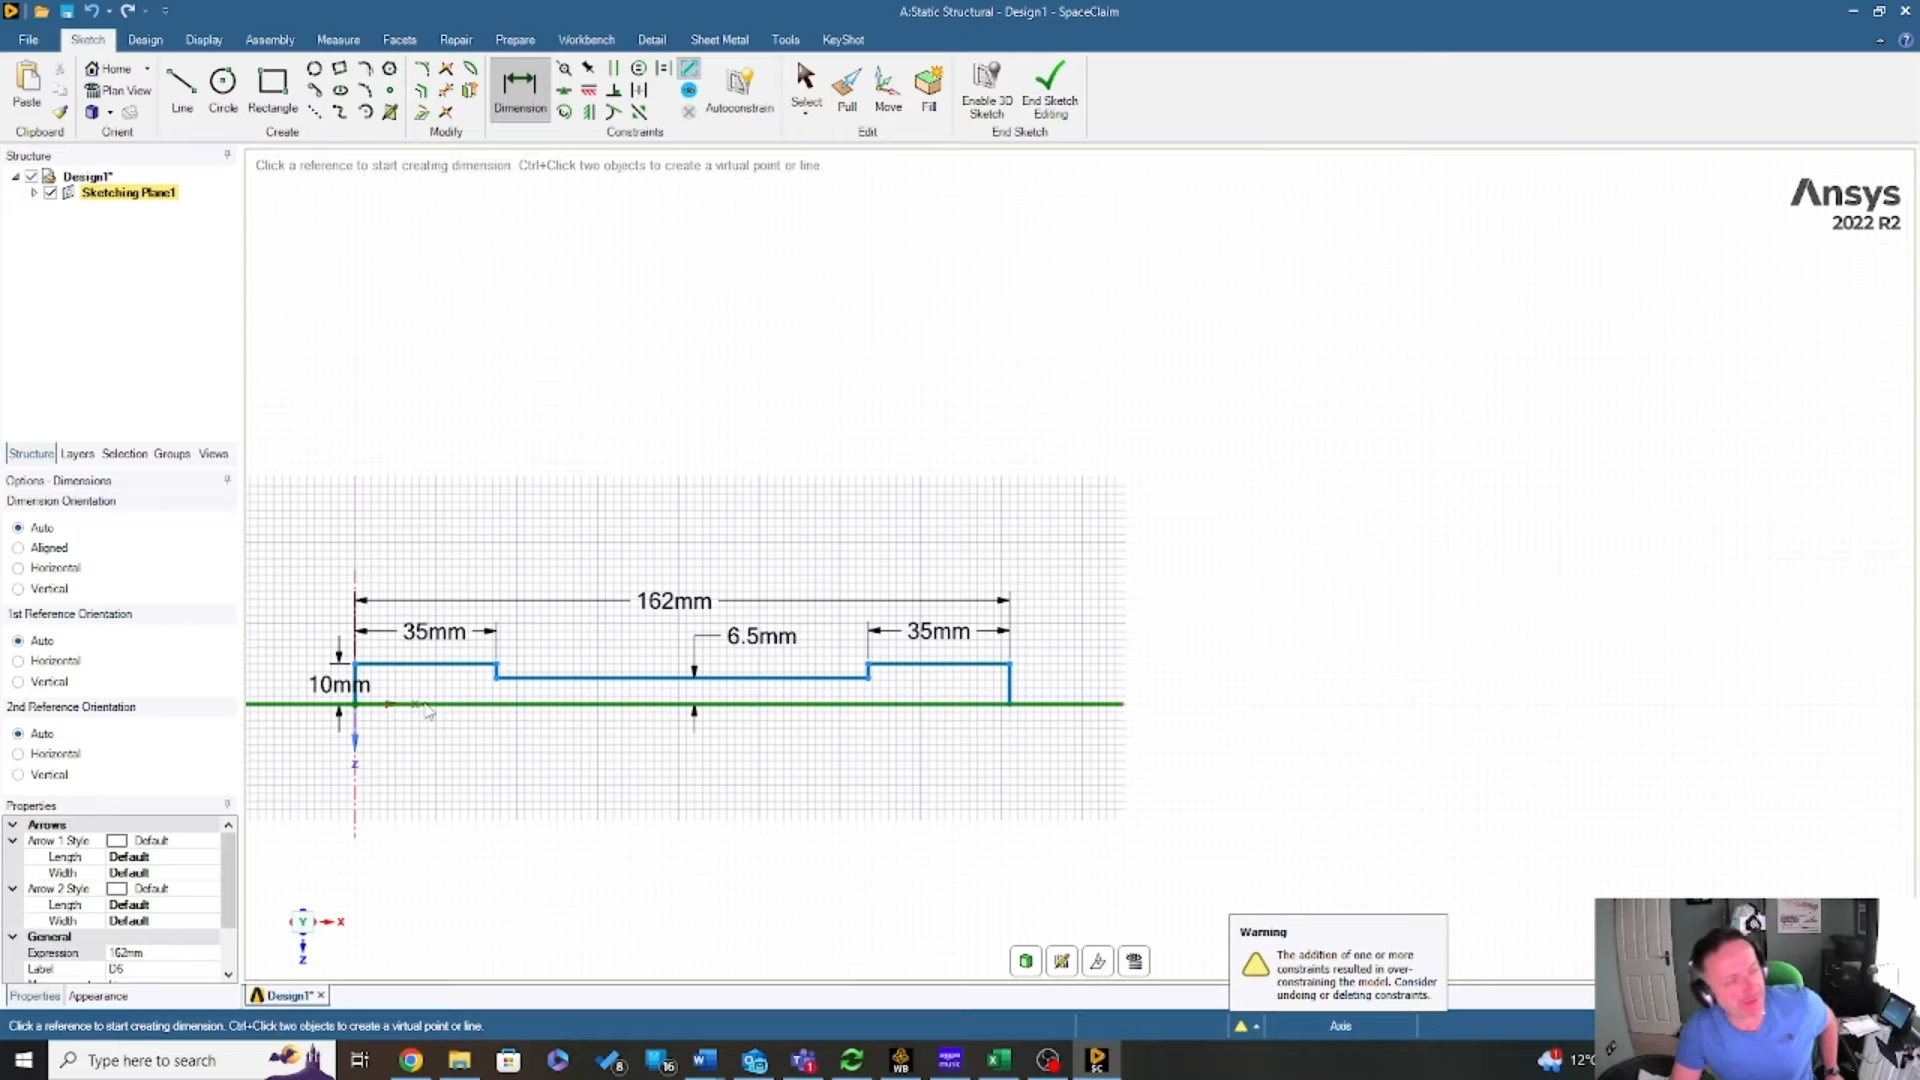 A:Static Structural - Design1 - SpaceClaim
File Sketch Design Display Assembly Measure Facets Repair Prepare Workbench Detail Sheet Metal Tools KeyShot
Paste
Home
Plan View
Line Circle Rectangle
Dimension
Autoconstrain
Select Pull Move Fill
Enable 3D Sketch
End Sketch Editing
Clipboard Orient Create Modify Constraints Edit End Sketch
Structure
Design1*
Sketching Plane1
Click a reference to start creating dimension. Ctrl+Click two objects to create a virtual point or line
Ansys
2022 R2
Structure Layers Selection Groups Views
Options - Dimensions
Dimension Orientation
Auto
Aligned
Horizontal
Vertical
1st Reference Orientation
Auto
Horizontal
Vertical
2nd Reference Orientation
Auto
Horizontal
Vertical
Properties
Arrows
Arrow 1 Style Default
Length Default
Width Default
Arrow 2 Style Default
Length Default
Width Default
General
Expression 162mm
Label D6
Properties Appearance
162mm
35mm
6.5mm
35mm
10mm
Z
Y X
Z
Warning
The addition of one or more
constraints resulted in over-
constraining the model. Consider
undoing or deleting constraints.
Design1*
Click a reference to start creating dimension. Ctrl+Click two objects to create a virtual point or line.
Axis
Type here to search
8
16
1
WB
SC
1
12°